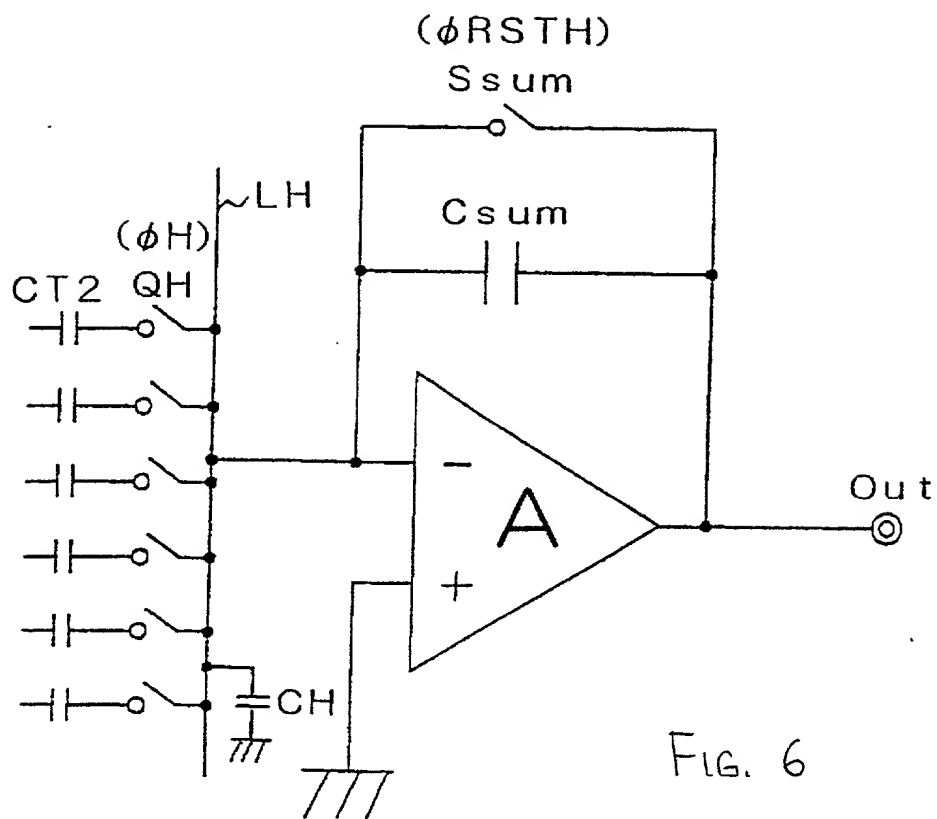 (ϕRSTH)
Ssum
LH
Csum
(ϕH)
CT2 QH
−
A
Out
+
CH
FIG. 6